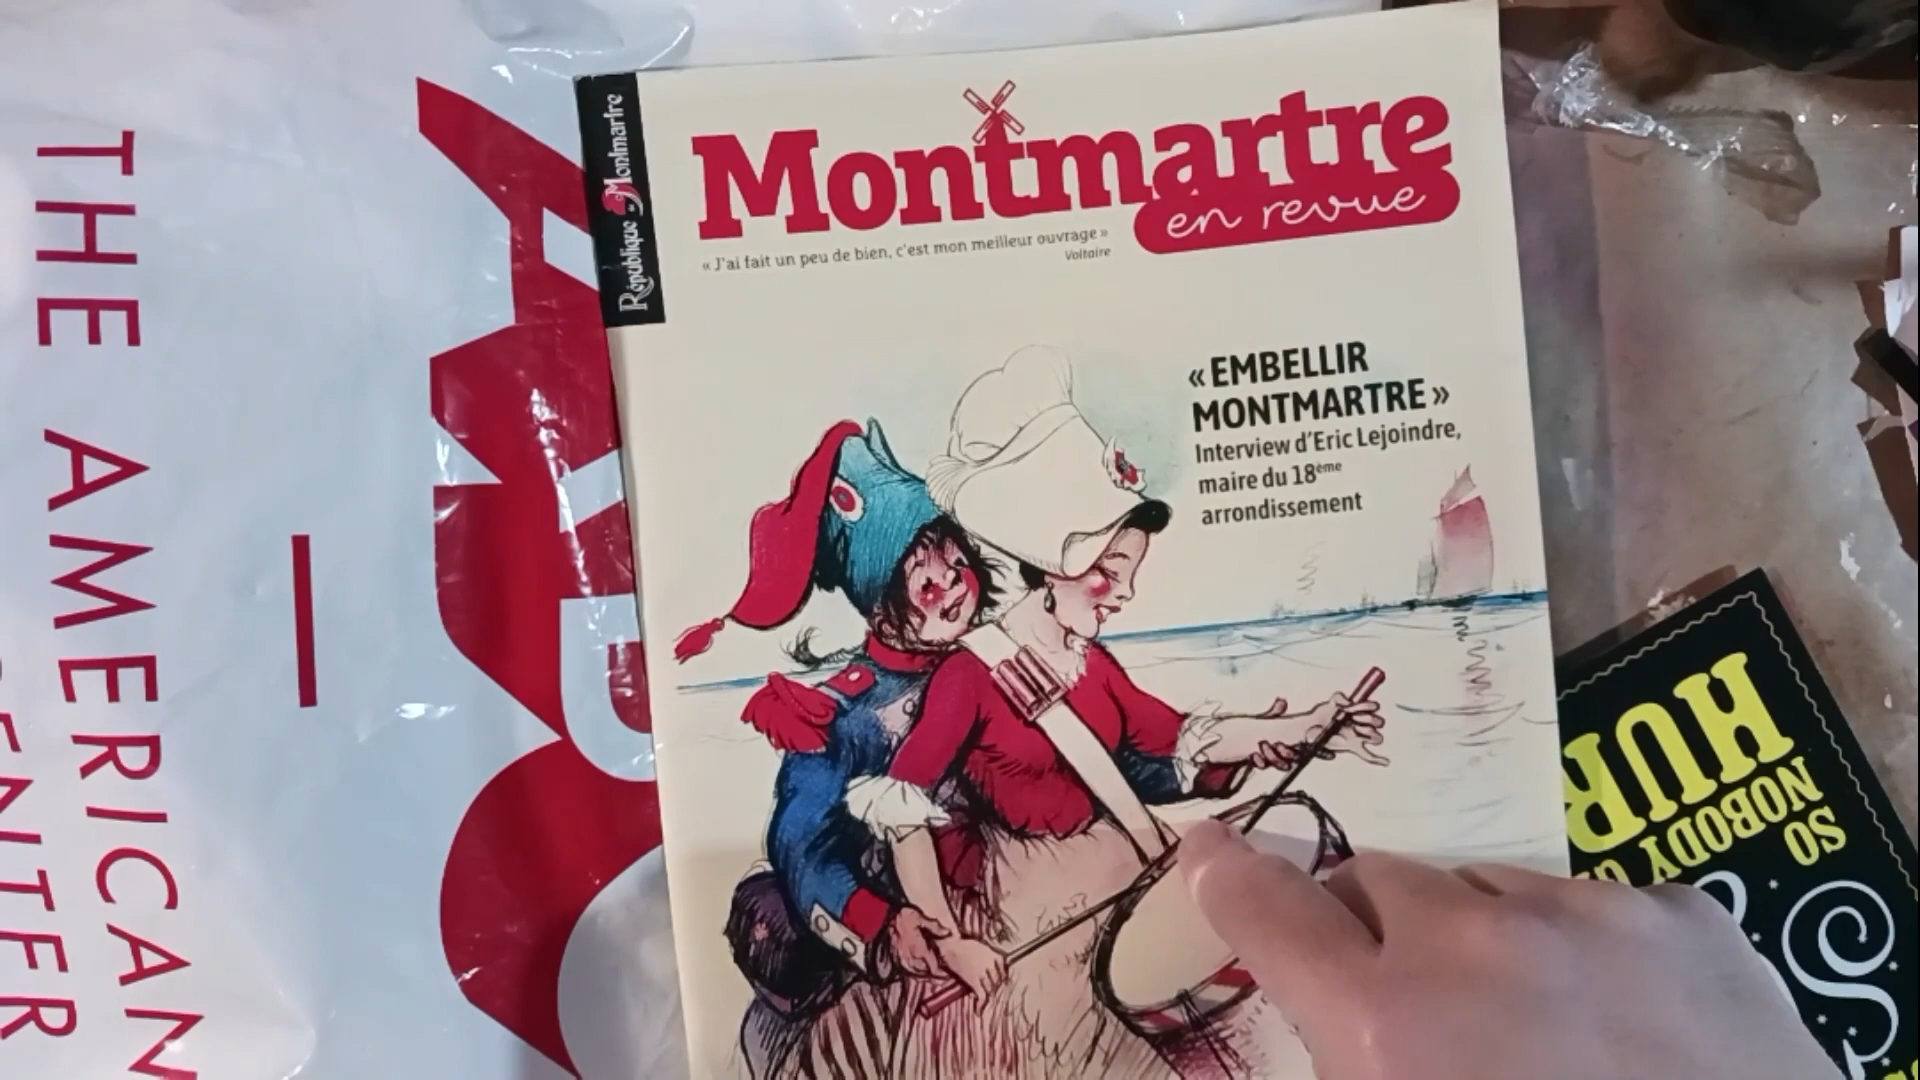 République de Montmartre
Montmartre
en revue
« J'ai fait un peu de bien, c'est mon meilleur ouvrage »
Voltaire
« EMBELLIR
MONTMARTRE »
Interview d'Eric Lejoindre,
maire du 18ème
arrondissement
THE AMERICAN
SO
NOBODY